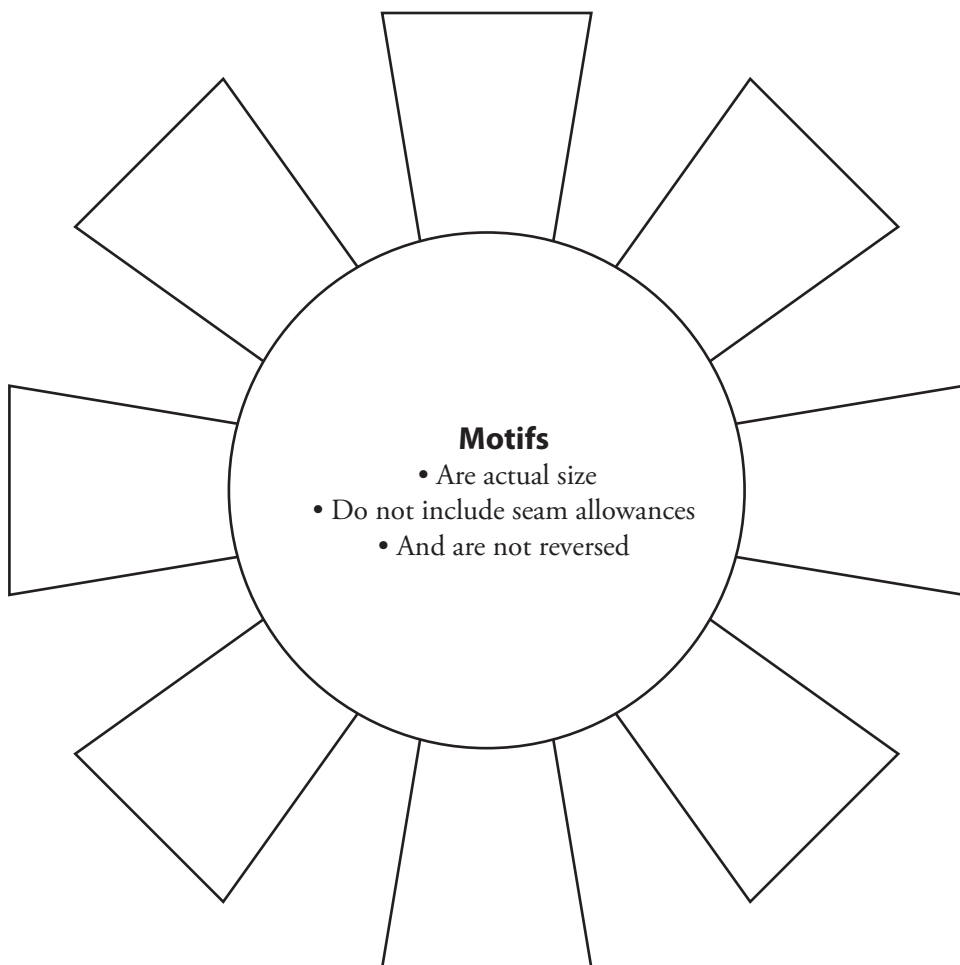 Motifs
• Are actual size
• Do not include seam allowances
• And are not reversed